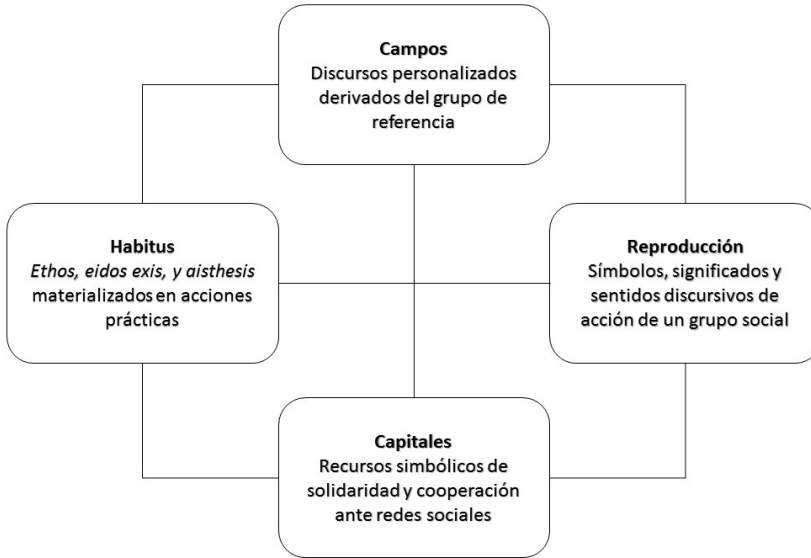 Campos
Discursos personalizados
derivados del grupo de
referencia
Habitus
Ethos, eidos exis, y aisthesis
materializados en acciones
prácticas
Reproducción
Símbolos, significados y
sentidos discursivos de
acción de un grupo social
Capitales
Recursos simbólicos de
solidaridad y cooperación
ante redes sociales